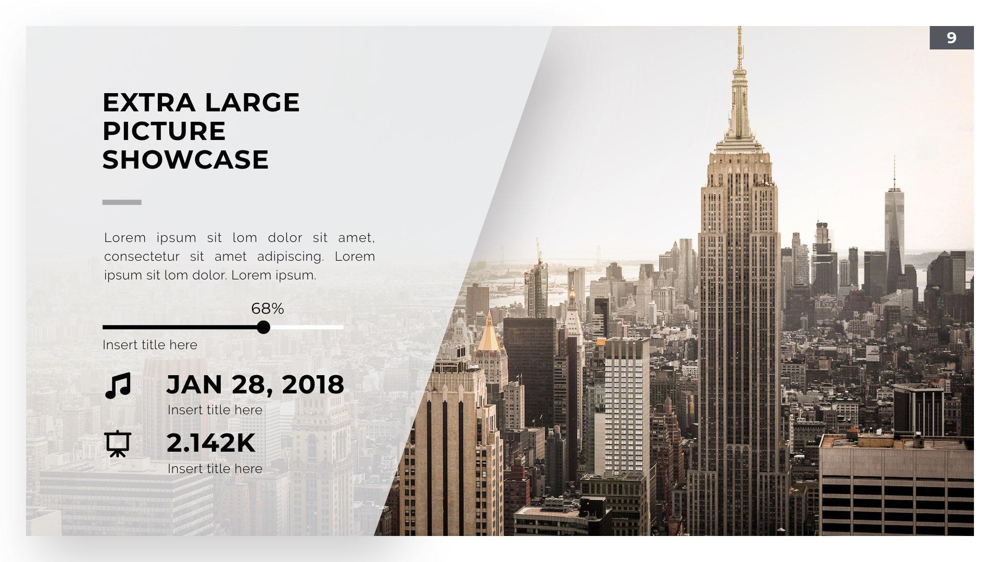 9
EXTRA LARGE
PICTURE
SHOWCASE
Lorem ipsum sit lom dolor sit amet,
consectetur sit amet adipiscing. Lorem
ipsum sit lom dolor. Lorem ipsum.
68%
Insert title here
JAN 28, 2018
Insert title here
2.142K
Insert title here